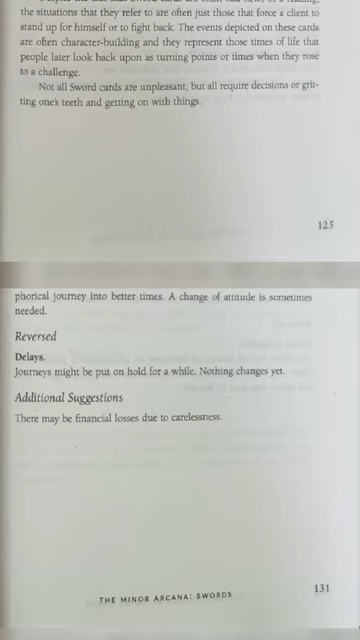 the situations that they refer to are often just those that force a client to
stand up for himself or to fight back. The events depicted on these cards
are often character-building and they represent those times of life that
people later look back upon as turning points or times when they rose
to a challenge.
Not all Sword cards are unpleasant, but all require decisions or grit-
ting one's teeth and getting on with things.
125
phorical journey into better times. A change of attitude is sometimes
needed.
Reversed
Delays.
Journeys might be put on hold for a while. Nothing changes yet.
Additional Suggestions
There may be financial losses due to carelessness.
THE MINOR ARCANA: SWORDS
131